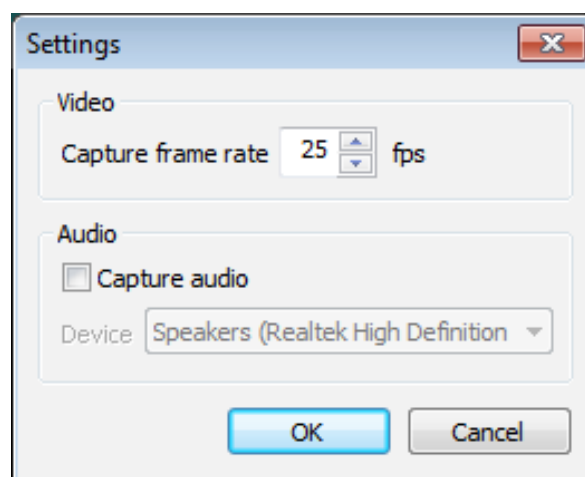 Settings
Video
Capture frame rate 25 fps
Audio
Capture audio
Device Speakers (Realtek High Definition
OK Cancel